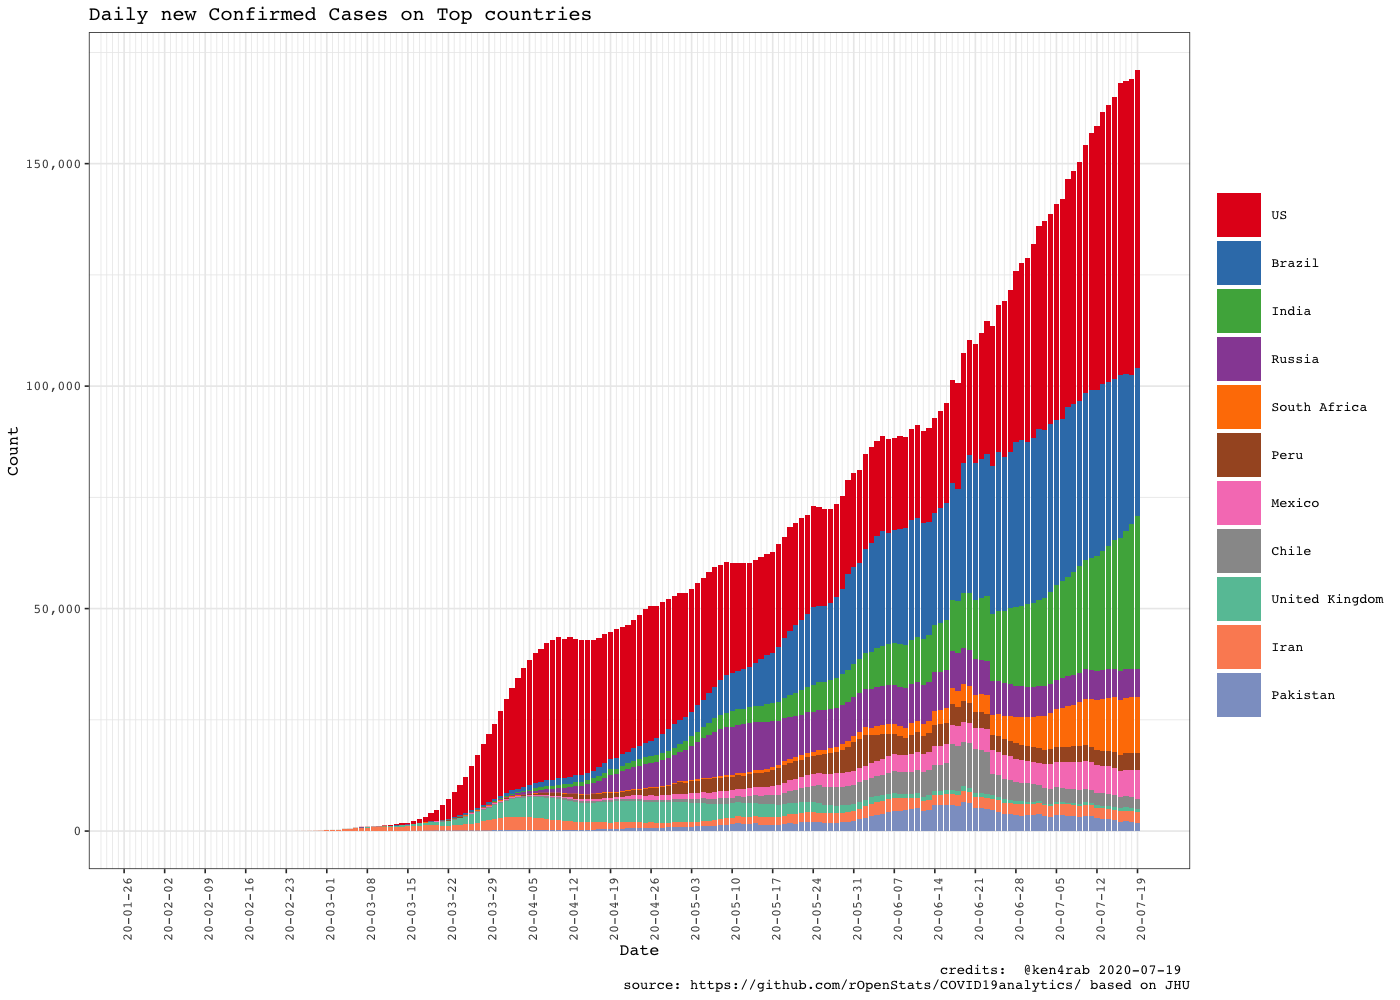 Daily new Confirmed Cases on Top countries
Count
150,000
100,000
50,000
0
20-01-26
20-02-02
20-02-09
20-02-16
20-02-23
20-03-01
20-03-08
20-03-15
20-03-22
20-03-29
20-04-05
20-04-12
20-04-19
20-04-26
20-05-03
20-05-10
20-05-17
20-05-24
20-05-31
20-06-07
20-06-14
20-06-21
20-06-28
20-07-05
20-07-12
20-07-19
Date
US
Brazil
India
Russia
South Africa
Peru
Mexico
Chile
United Kingdom
Iran
Pakistan
credits:  @ken4rab 2020-07-19
source: https://github.com/rOpenStats/COVID19analytics/ based on JHU